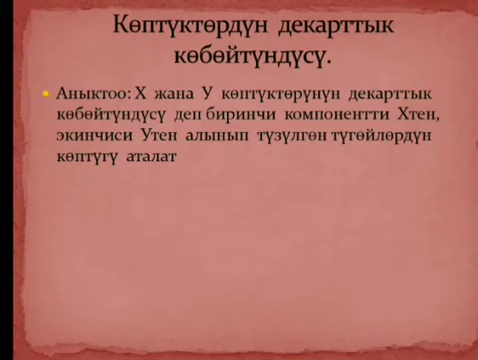 Көптүктөрдүн декарттык
көбөйтүндүсү.
Аныктоо: Х жана У көптүктөрүнүн декарттык
көбөйтүндүсү деп биринчи компонентти Хтен,
экинчиси Утен алынып түзүлгөн түгөйлөрдүн
көптүгү аталат